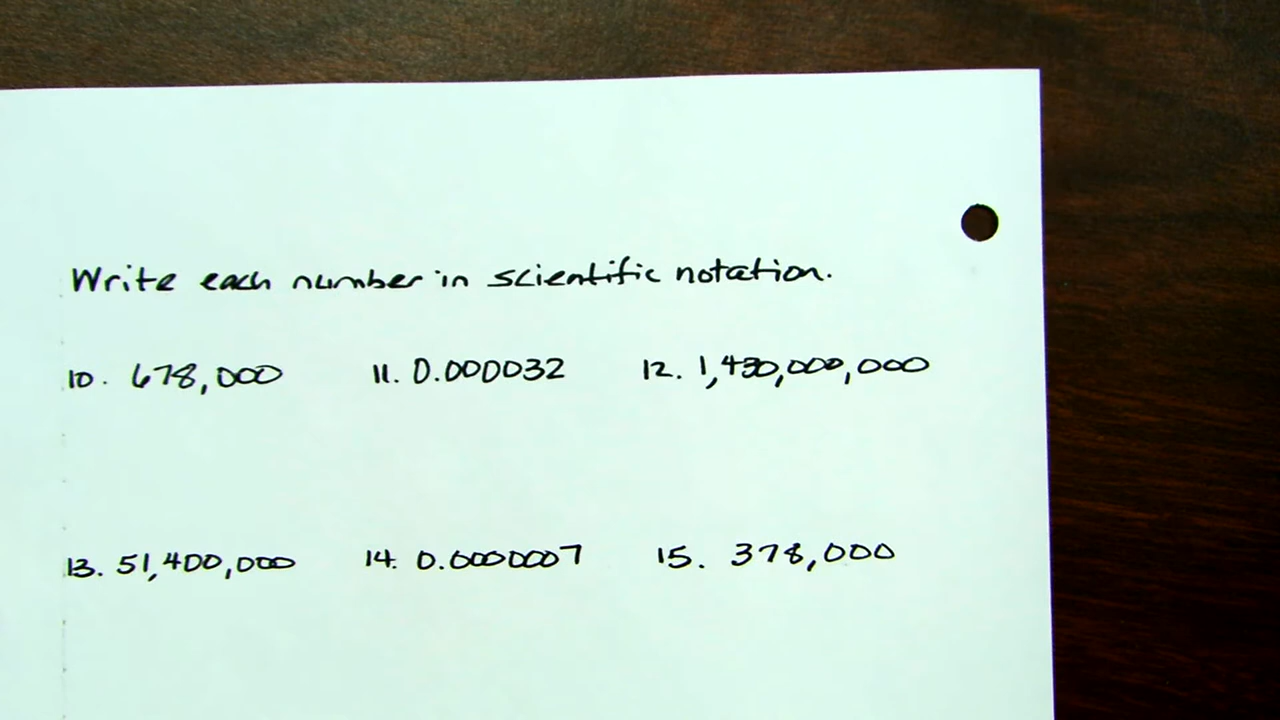 Write each number in scientific notation.
10. 678,000 11. 0.000032 12. 1,430,000,000
13. 51,400,000 14. 0.0000007 15. 378,000